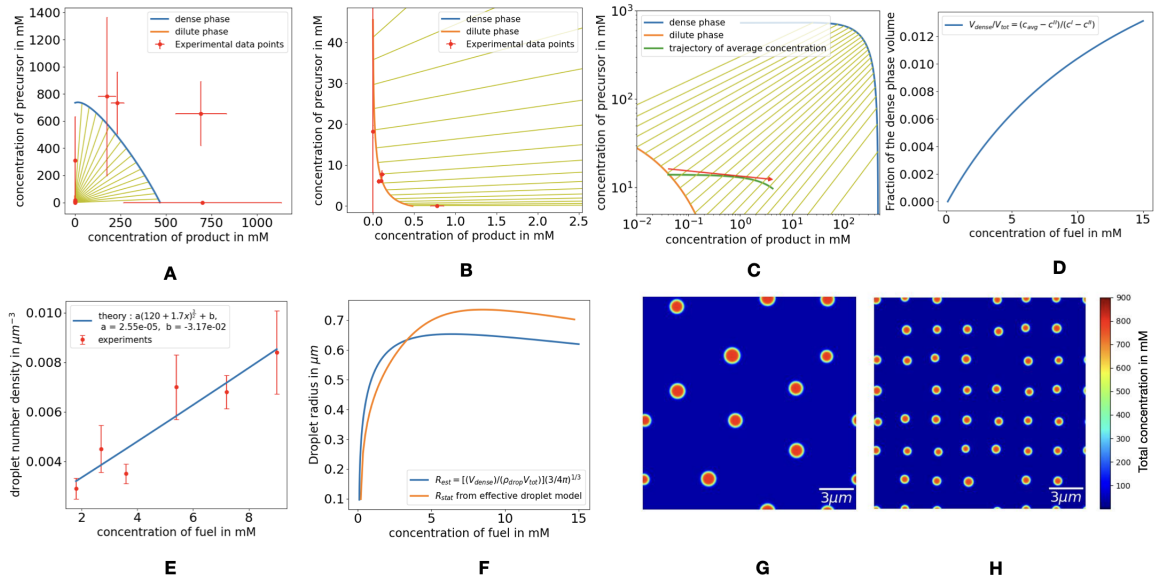 concentration of precursor in mM
1400
1200
1000
800
600
400
200
0
dense phase
dilute phase
Experimental data points
0
250
500
750
1000
concentration of product in mM
A
concentration of precursor in mM
50
40
30
20
10
0
dense phase
dilute phase
Experimental data points
0.0
0.5
1.0
1.5
2.0
2.5
concentration of product in mM
B
concentration of precursor in mM
10³
10²
10¹
dense phase
dilute phase
trajectory of average concentration
10⁻²
10⁻¹
10⁰
10¹
10²
concentration of product in mM
C
Fraction of the dense phase volume
0.012
0.010
0.008
0.006
0.004
0.002
0.000
V_dense/V_tot = (c_avg − c^II)/(c^I − c^II)
0
5
10
15
concentration of fuel in mM
D
droplet number density in μm⁻³
0.010
0.008
0.006
0.004
theory : a(120 + 1.7x)^½ + b,
a = 2.55e-05, b = -3.17e-02
experiments
2
4
6
8
concentration of fuel in mM
E
Droplet radius in μm
0.7
0.6
0.5
0.4
0.3
0.2
0.1
R_est = [(V_dense)/(ρ_drop V_tot)](3/4π)^1/3
R_stat from effective droplet model
0
5
10
15
concentration of fuel in mM
F
3μm
G
3μm
H
900
800
700
600
500
400
300
200
100
Total concentration in mM